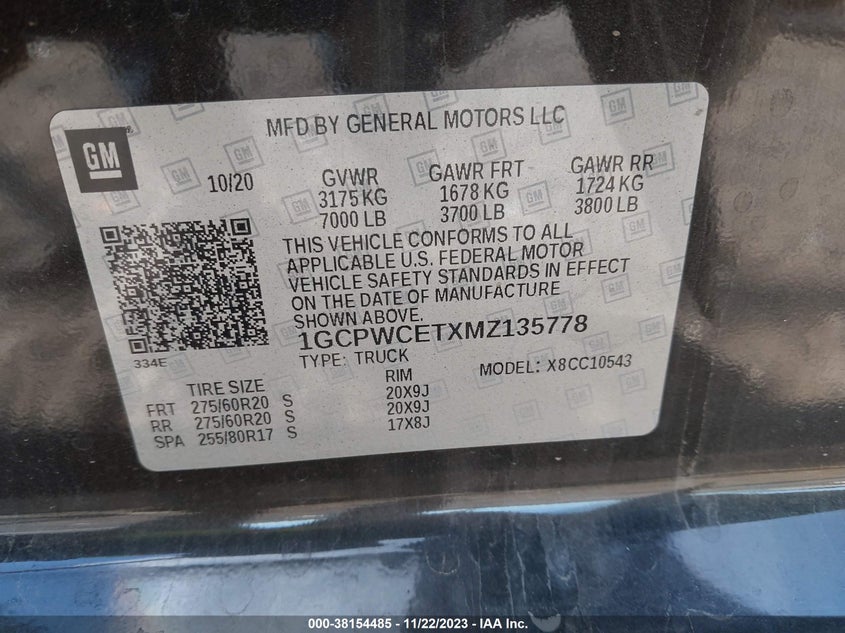 MFD BY GENERAL MOTORS LLC
GM
10/20
GVWR GAWR FRT GAWR RR
3175 KG 1678 KG 1724 KG
7000 LB 3700 LB 3800 LB
THIS VEHICLE CONFORMS TO ALL
APPLICABLE U.S. FEDERAL MOTOR
VEHICLE SAFETY STANDARDS IN EFFECT
ON THE DATE OF MANUFACTURE
SHOWN ABOVE.
1GCPWCETXMZ135778
334E
TYPE: TRUCK MODEL: X8CC10543
TIRE SIZE RIM
FRT 275/60R20 S 20X9J
RR 275/60R20 S 20X9J
SPA 255/80R17 S 17X8J
000-38154485 - 11/22/2023 - IAA Inc.